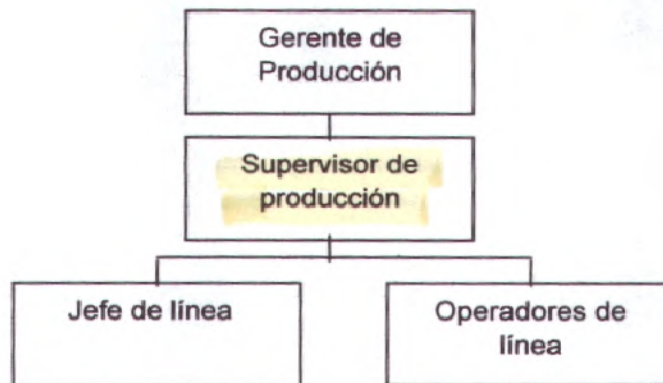 Gerente de
Producción
Supervisor de
producción
Jefe de línea
Operadores de
línea